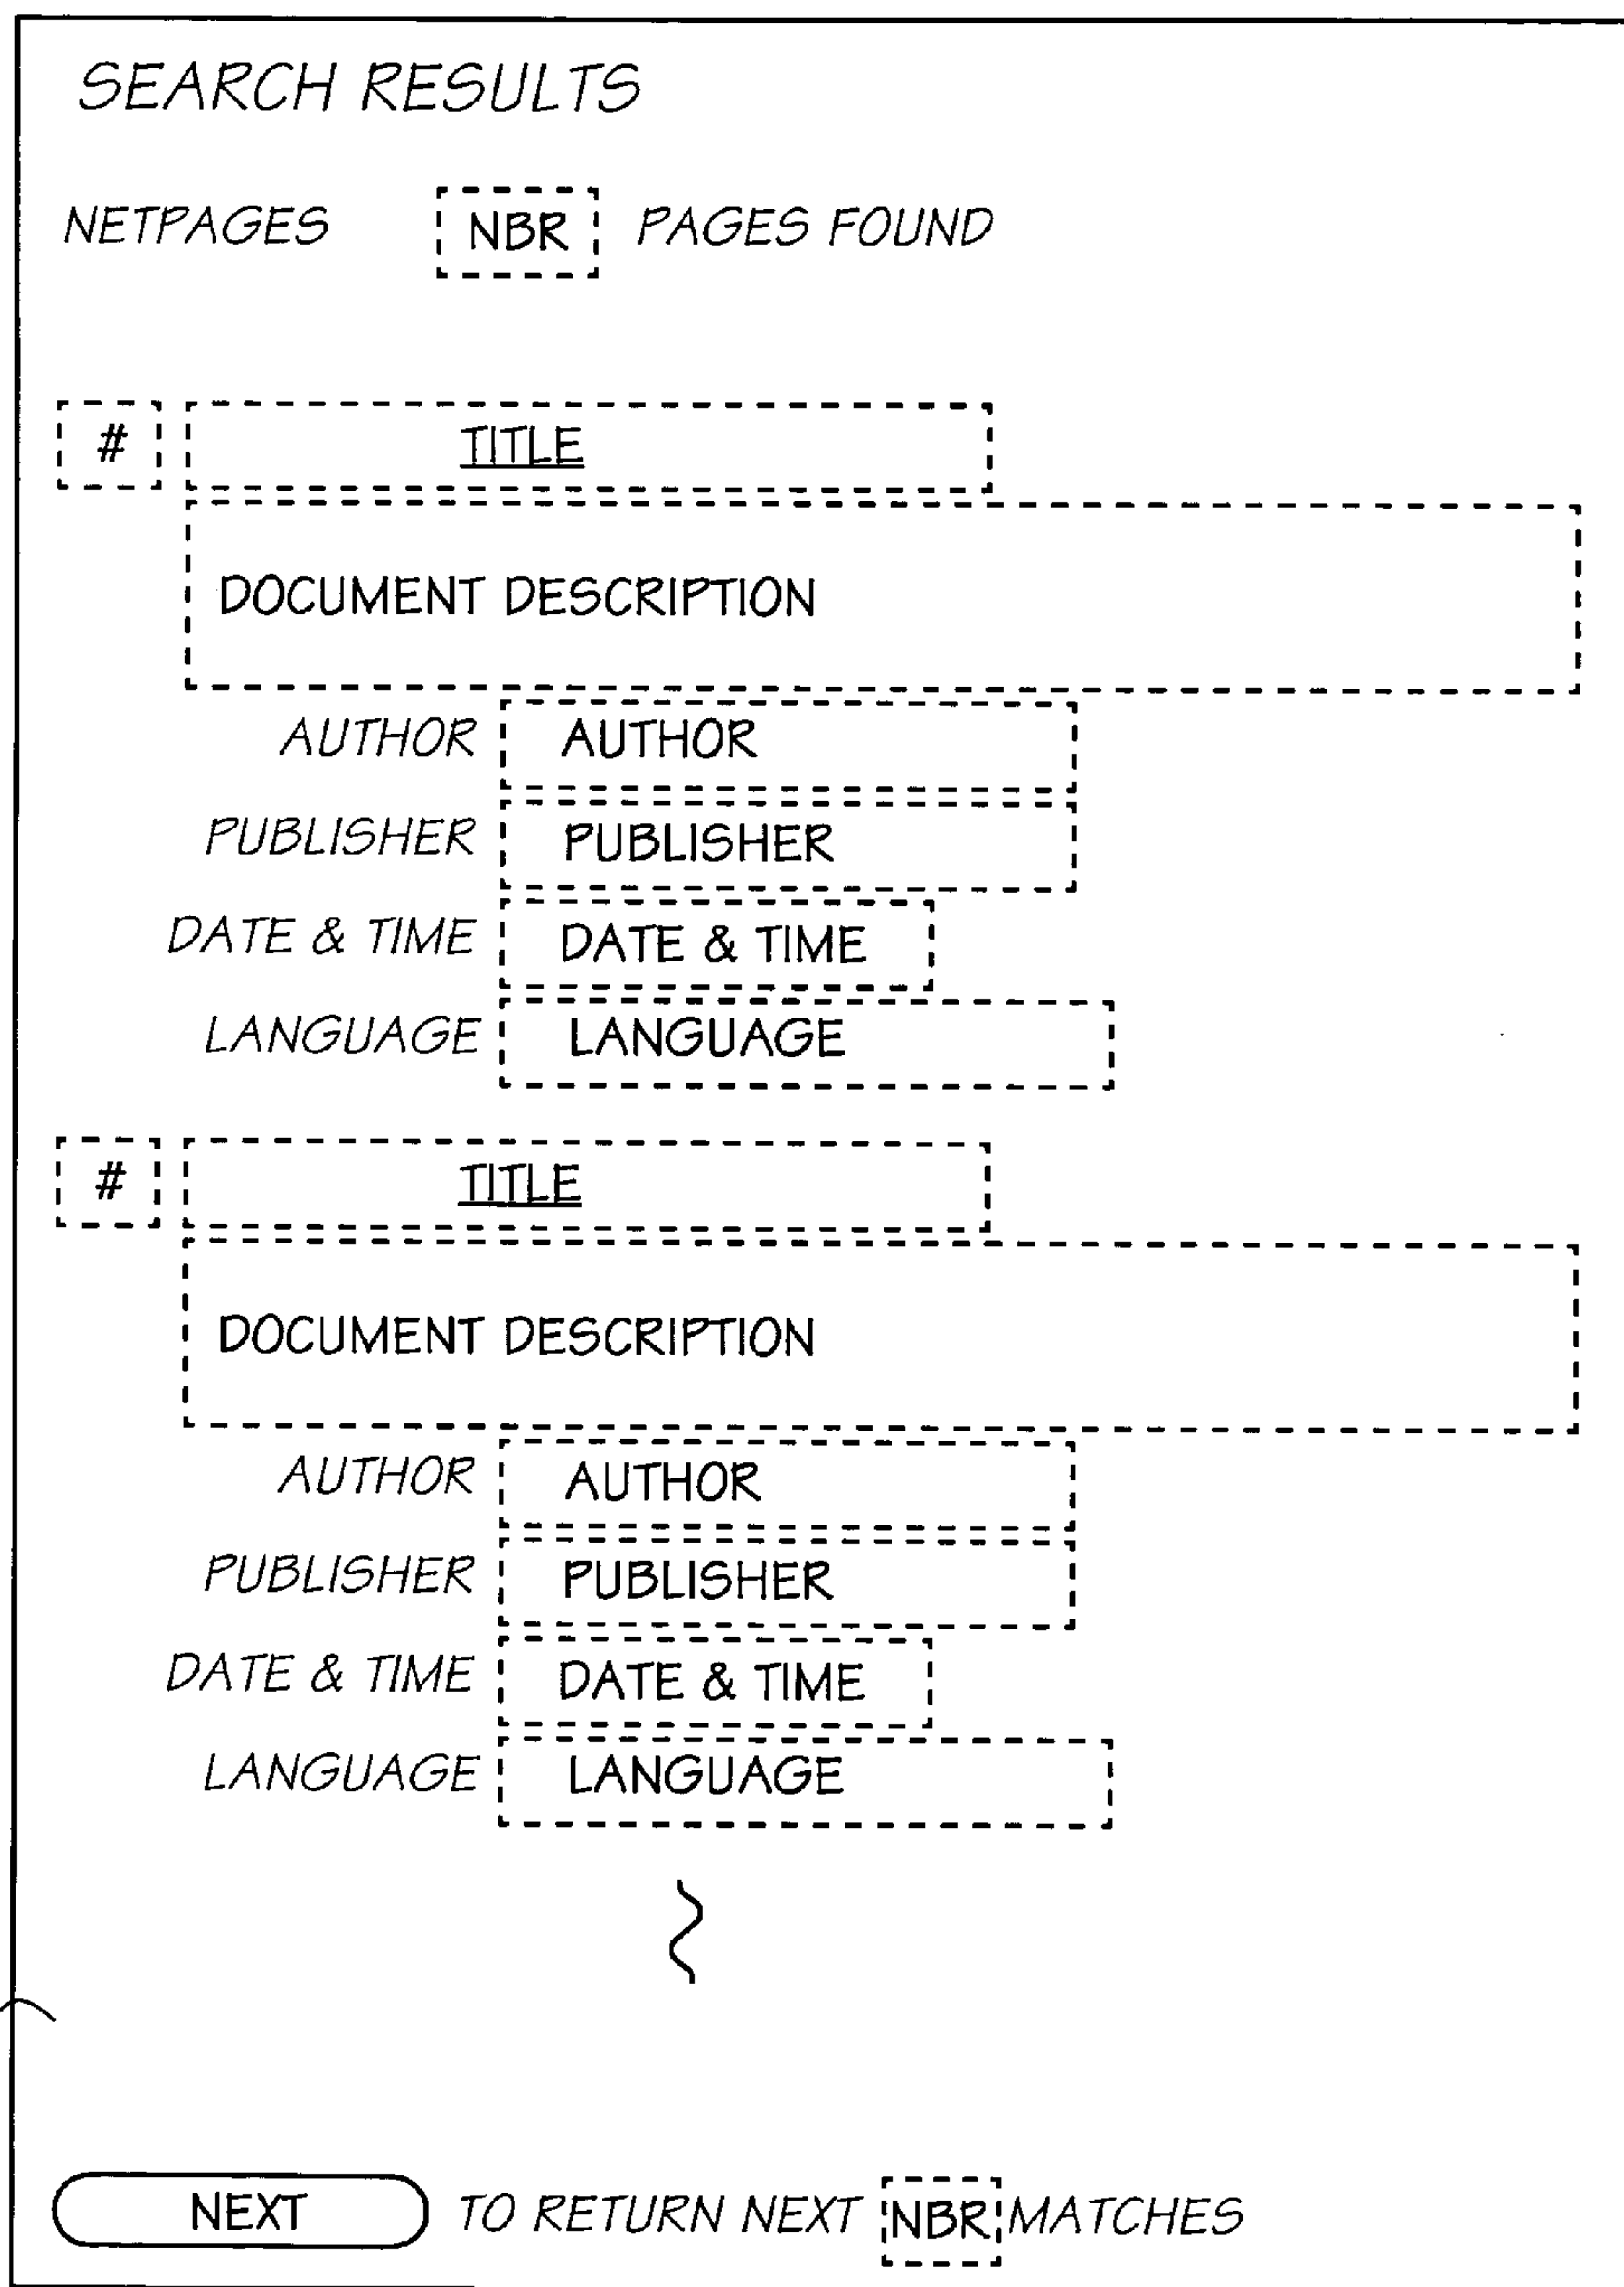 SEARCH RESULTS
NETPAGES NBR PAGES FOUND
# TITLE
DOCUMENT DESCRIPTION
AUTHOR AUTHOR
PUBLISHER PUBLISHER
DATE & TIME DATE & TIME
LANGUAGE LANGUAGE
# TITLE
DOCUMENT DESCRIPTION
AUTHOR AUTHOR
PUBLISHER PUBLISHER
DATE & TIME DATE & TIME
LANGUAGE LANGUAGE
NEXT TO RETURN NEXT NBR MATCHES